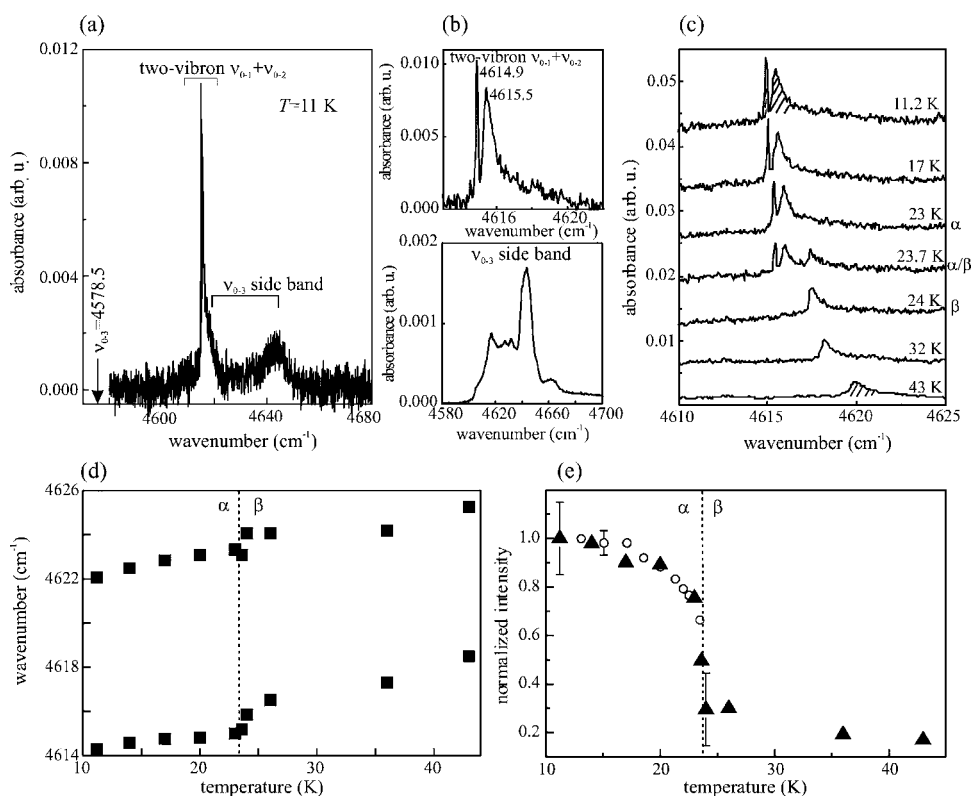 (a)
0.012
0.008
0.004
0.000
absorbance (arb. u.)
two-vibron ν0-1+ν0-2
T=11 K
ν0-3 side band
ν0-3=4578.5
4600 4640 4680
wavenumber (cm-1)
(b)
0.010
0.005
0.000
absorbance (arb. u.)
two-vibron ν0-1+ν0-2
4614.9
4615.5
4616 4620
wavenumber (cm-1)
0.002
0.001
0.000
absorbance (arb. u.)
ν0-3 side band
4580 4620 4660 4700
wavenumber (cm-1)
(c)
0.05
0.04
0.03
0.02
0.01
absorbance (arb. u.)
11.2 K
17 K
23 K α
23.7 K α/β
24 K β
32 K
43 K
4610 4615 4620 4625
wavenumber (cm-1)
(d)
4626
4622
4618
4614
wavenumber (cm-1)
α β
10 20 30 40
temperature (K)
(e)
1.0
0.8
0.6
0.4
0.2
normalized intensity
α β
10 20 30 40
temperature (K)